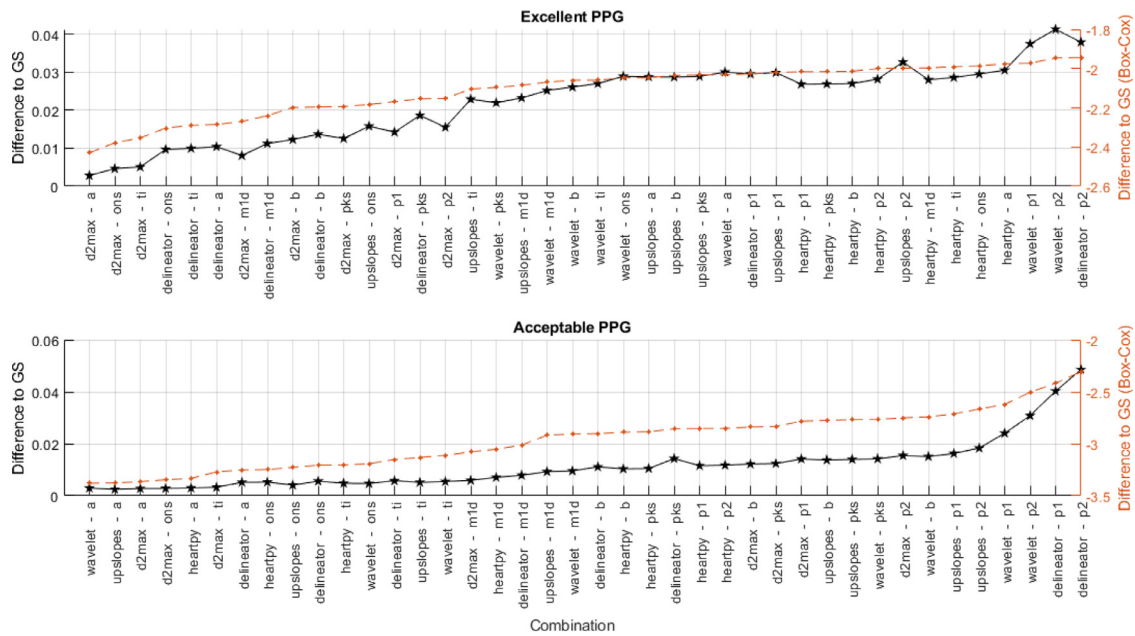 Excellent PPG
Difference to GS
0.04
0.03
0.02
0.01
0
-1.8
-2
-2.2
-2.4
-2.6
Difference to GS (Box-Cox)
d2max - a
d2max - ons
d2max - ti
delineator - ons
delineator - ti
delineator - a
d2max - m1d
delineator - m1d
d2max - b
delineator - b
d2max - pks
upslopes - ons
d2max - p1
delineator - pks
d2max - p2
upslopes - ti
wavelet - pks
upslopes - m1d
wavelet - m1d
wavelet - b
wavelet - ti
wavelet - ons
upslopes - a
upslopes - b
upslopes - pks
wavelet - a
delineator - p1
upslopes - p1
heartpy - p1
heartpy - pks
heartpy - b
heartpy - p2
upslopes - p2
heartpy - m1d
heartpy - ti
heartpy - ons
heartpy - a
wavelet - p1
wavelet - p2
delineator - p2
Acceptable PPG
Difference to GS
0.06
0.04
0.02
0
-2
-2.5
-3
-3.5
Difference to GS (Box-Cox)
wavelet - a
upslopes - a
d2max - a
d2max - ons
heartpy - a
d2max - ti
delineator - a
heartpy - ons
upslopes - ons
delineator - ons
heartpy - ti
wavelet - ons
delineator - ti
upslopes - ti
wavelet - ti
d2max - m1d
heartpy - m1d
delineator - m1d
upslopes - m1d
wavelet - m1d
delineator - b
heartpy - b
heartpy - pks
delineator - pks
heartpy - p1
heartpy - p2
d2max - b
d2max - pks
d2max - p1
upslopes - b
upslopes - pks
wavelet - pks
d2max - p2
wavelet - b
upslopes - p1
upslopes - p2
wavelet - p1
wavelet - p2
delineator - p1
delineator - p2
Combination